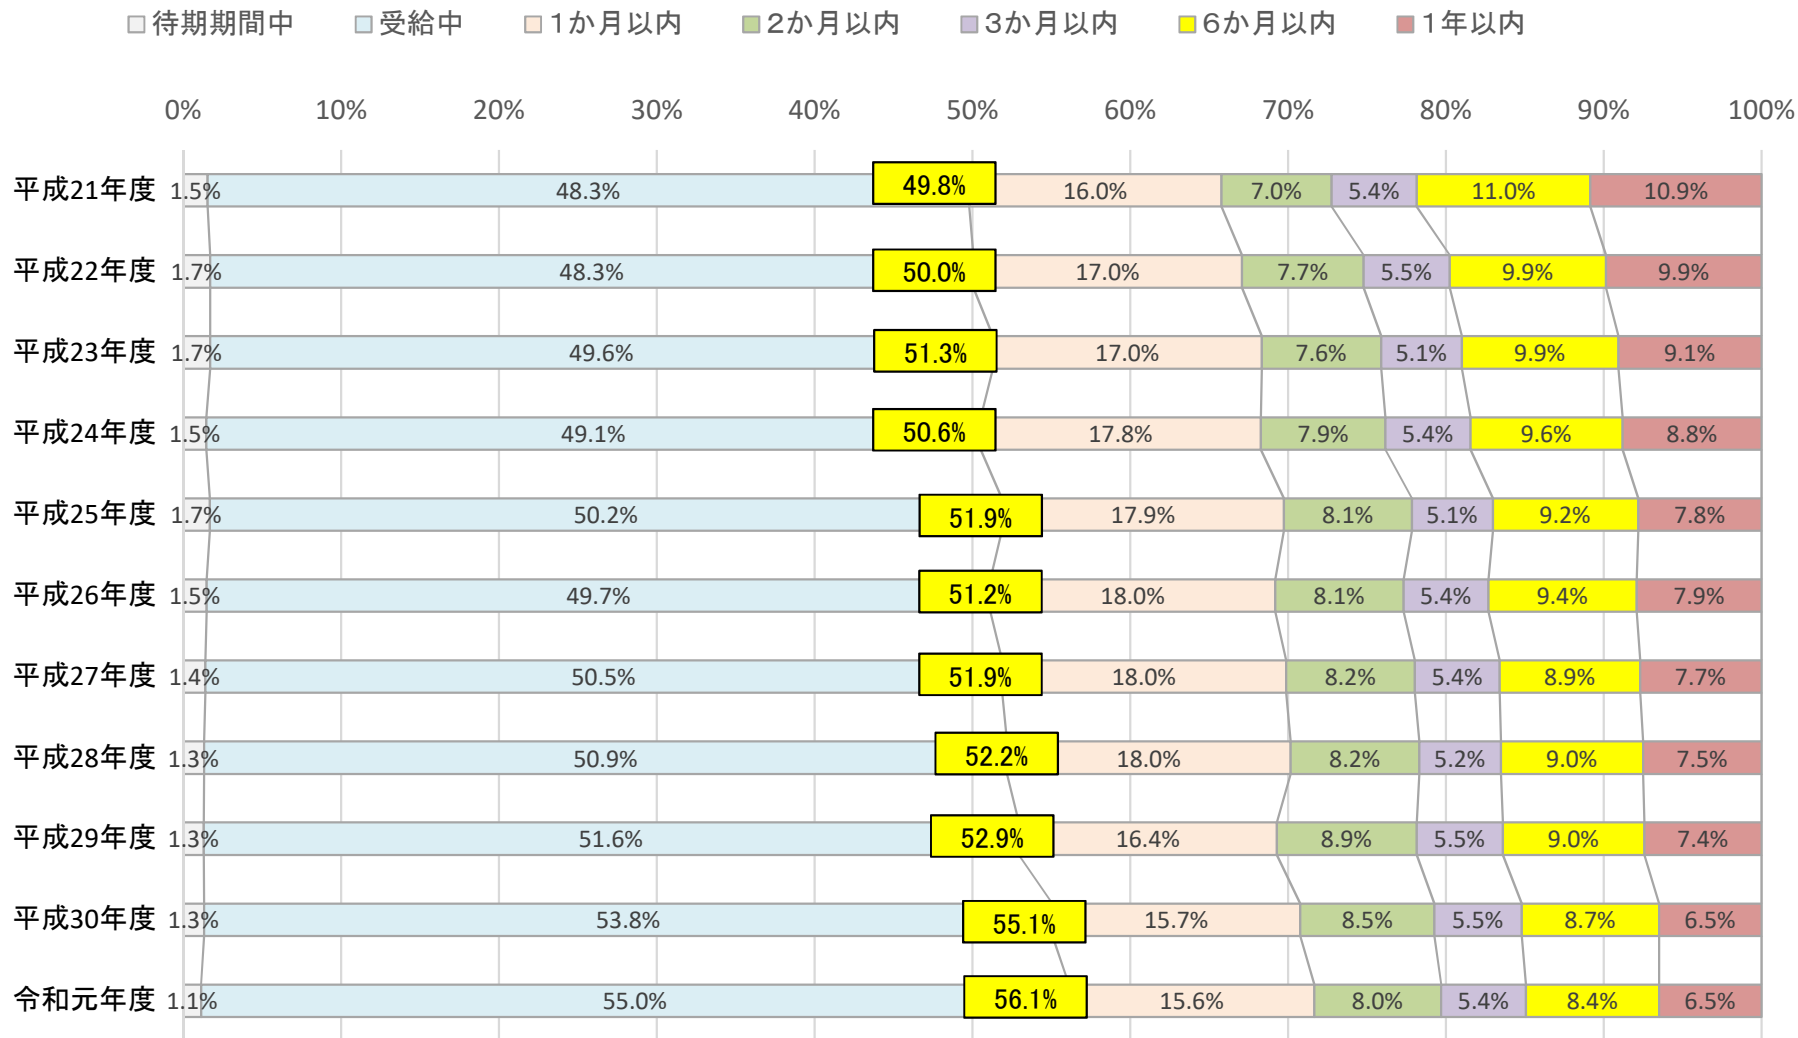 待期期間中 受給中 1か月以内 2か月以内 3か月以内 6か月以内 1年以内
0% 10% 20% 30% 40% 50% 60% 70% 80% 90% 100%
平成21年度 1.5% 48.3% 49.8% 16.0% 7.0% 5.4% 11.0% 10.9%
平成22年度 1.7% 48.3% 50.0% 17.0% 7.7% 5.5% 9.9% 9.9%
平成23年度 1.7% 49.6% 51.3% 17.0% 7.6% 5.1% 9.9% 9.1%
平成24年度 1.5% 49.1% 50.6% 17.8% 7.9% 5.4% 9.6% 8.8%
平成25年度 1.7% 50.2% 51.9% 17.9% 8.1% 5.1% 9.2% 7.8%
平成26年度 1.5% 49.7% 51.2% 18.0% 8.1% 5.4% 9.4% 7.9%
平成27年度 1.4% 50.5% 51.9% 18.0% 8.2% 5.4% 8.9% 7.7%
平成28年度 1.3% 50.9% 52.2% 18.0% 8.2% 5.2% 9.0% 7.5%
平成29年度 1.3% 51.6% 52.9% 16.4% 8.9% 5.5% 9.0% 7.4%
平成30年度 1.3% 53.8% 55.1% 15.7% 8.5% 5.5% 8.7% 6.5%
令和元年度 1.1% 55.0% 56.1% 15.6% 8.0% 5.4% 8.4% 6.5%